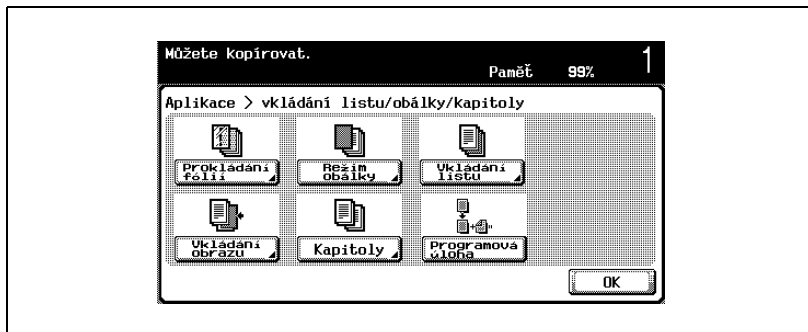 Můžete kopírovat.
Paměť 99% 1
Aplikace > vkládání listu/obálky/kapitoly
Prokládání
fólií
Režim
obálky
Vkládání
listu
Vkládání
obrazu
Kapitoly
Programová
úloha
OK